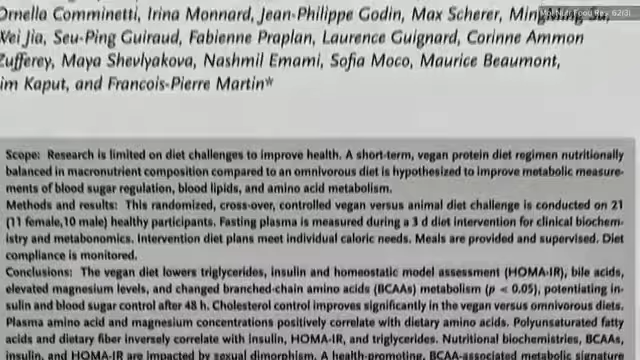 Ornella Comminetti, Irina Monnard, Jean-Philippe Godin, Max Scherer,
Wei Jia, Seu-Ping Guiraud, Fabienne Praplan, Laurence Guignard, Corinne Ammon
Zufferey, Maya Shevlyakova, Nashmil Emami, Sofia Moco, Maurice Beaumont,
im Kaput, and Francois-Pierre Martin*
Scope: Research is limited on diet challenges to improve health. A short-term, vegan protein diet regimen nutritionally
balanced in macronutrient composition compared to an omnivorous diet is hypothesized to improve metabolic measure-
ments of blood sugar regulation, blood lipids, and amino acid metabolism.
Methods and results: This randomized, cross-over, controlled vegan versus animal diet challenge is conducted on 21
(11 female,10 male) healthy participants. Fasting plasma is measured during a 3 d diet intervention for clinical biochem-
istry and metabonomics. Intervention diet plans meet individual caloric needs. Meals are provided and supervised. Diet
compliance is monitored.
Conclusions: The vegan diet lowers triglycerides, insulin and homeostatic model assessment (HOMA-IR), bile acids,
elevated magnesium levels, and changed branched-chain amino acids (BCAAs) metabolism (p < 0.05), potentiating in-
sulin and blood sugar control after 48 h. Cholesterol control improves significantly in the vegan versus omnivorous diets.
Plasma amino acid and magnesium concentrations positively correlate with dietary amino acids. Polyunsaturated fatty
acids and dietary fiber inversely correlate with insulin, HOMA-IR, and triglycerides. Nutritional biochemistries, BCAAs,
insulin, and HOMA-IR are impacted by sexual dimorphism. A health-promoting, BCAA-associated metabolic signature